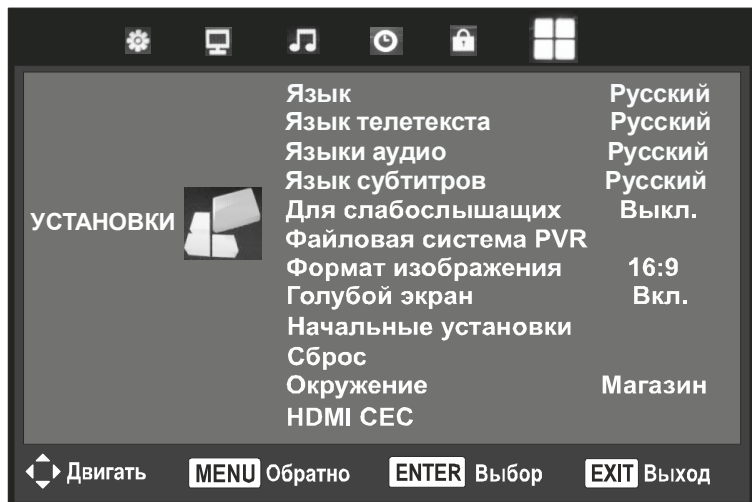 Язык Русский
Язык телетекста Русский
Языки аудио Русский
Язык субтитров Русский
УСТАНОВКИ
Для слабослышащих Выкл.
Файловая система PVR
Формат изображения 16:9
Голубой экран Вкл.
Начальные установки
Сброс
Окружение Магазин
HDMI CEC
Двигать MENU Обратно ENTER Выбор EXIT Выход